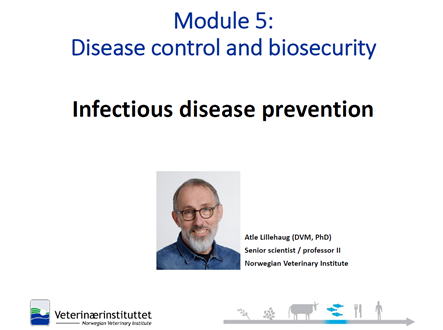 Module 5:
Disease control and biosecurity
Infectious disease prevention
Atle Lillehaug (DVM, PhD)
Senior scientist / professor II
Norwegian Veterinary Institute
Veterinærinstituttet
Norwegian Veterinary Institute